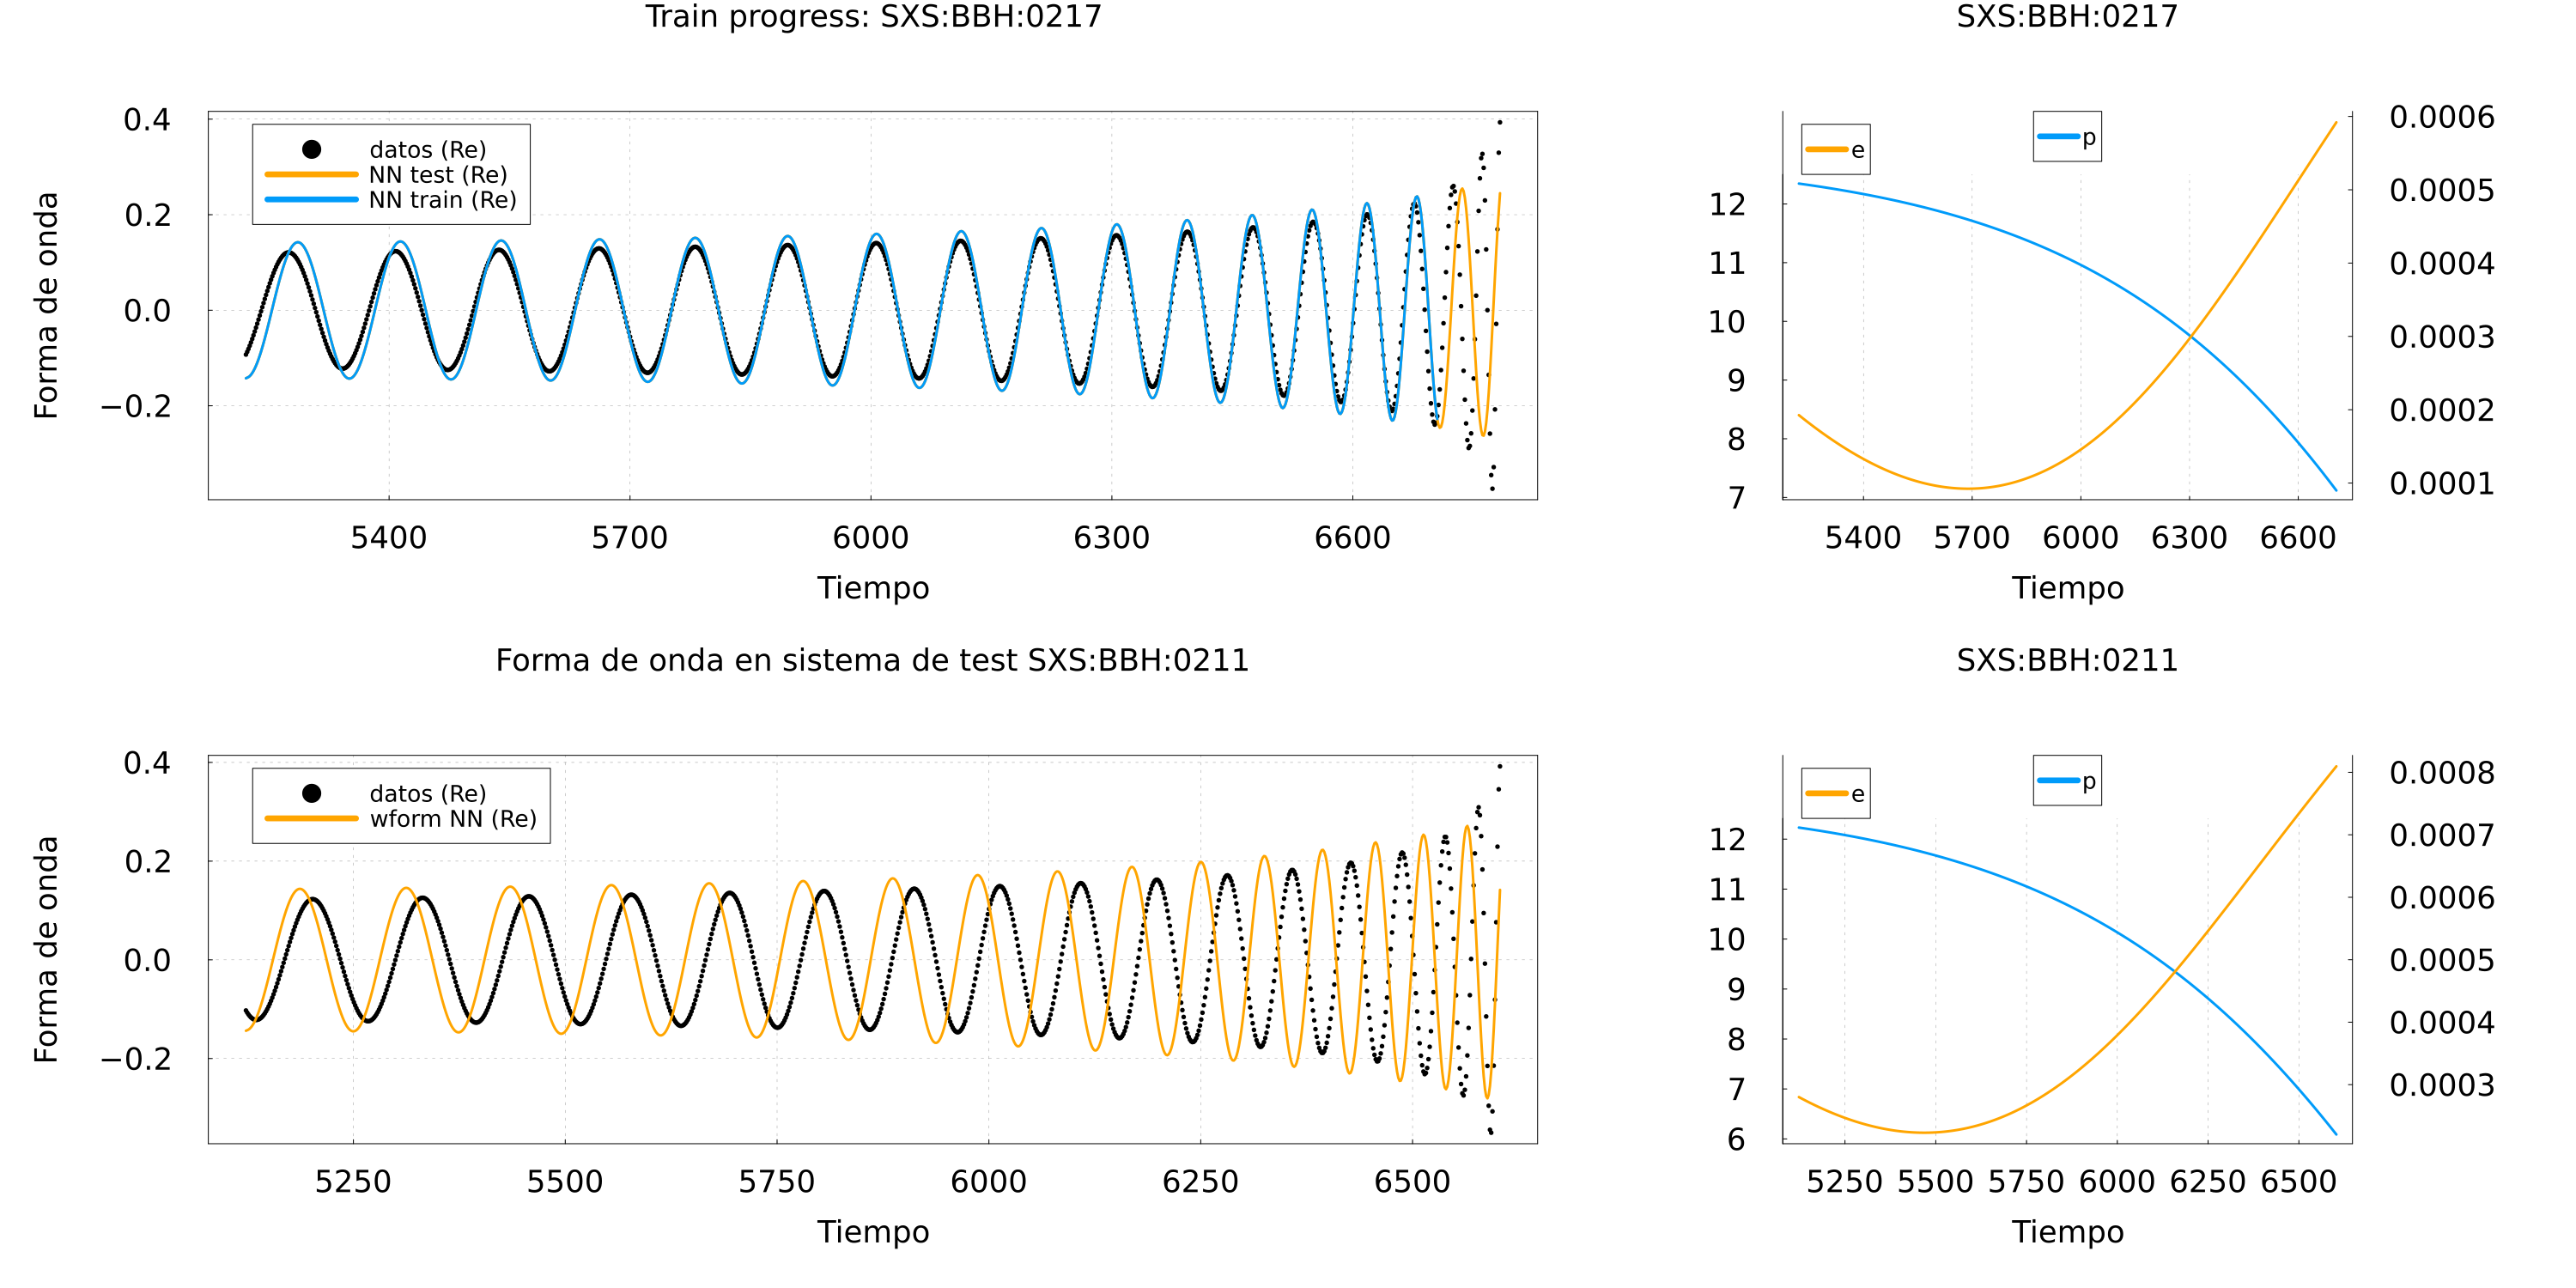 Train progress: SXS:BBH:0217
Forma de onda
0.4
0.2
0.0
−0.2
datos (Re)
NN test (Re)
NN train (Re)
5400 5700 6000 6300 6600
Tiempo
SXS:BBH:0217
12
11
10
9
8
7
e
p
0.0006
0.0005
0.0004
0.0003
0.0002
0.0001
5400 5700 6000 6300 6600
Tiempo
Forma de onda en sistema de test SXS:BBH:0211
Forma de onda
0.4
0.2
0.0
−0.2
datos (Re)
wform NN (Re)
5250 5500 5750 6000 6250 6500
Tiempo
SXS:BBH:0211
12
11
10
9
8
7
6
e
p
0.0008
0.0007
0.0006
0.0005
0.0004
0.0003
5250 5500 5750 6000 6250 6500
Tiempo